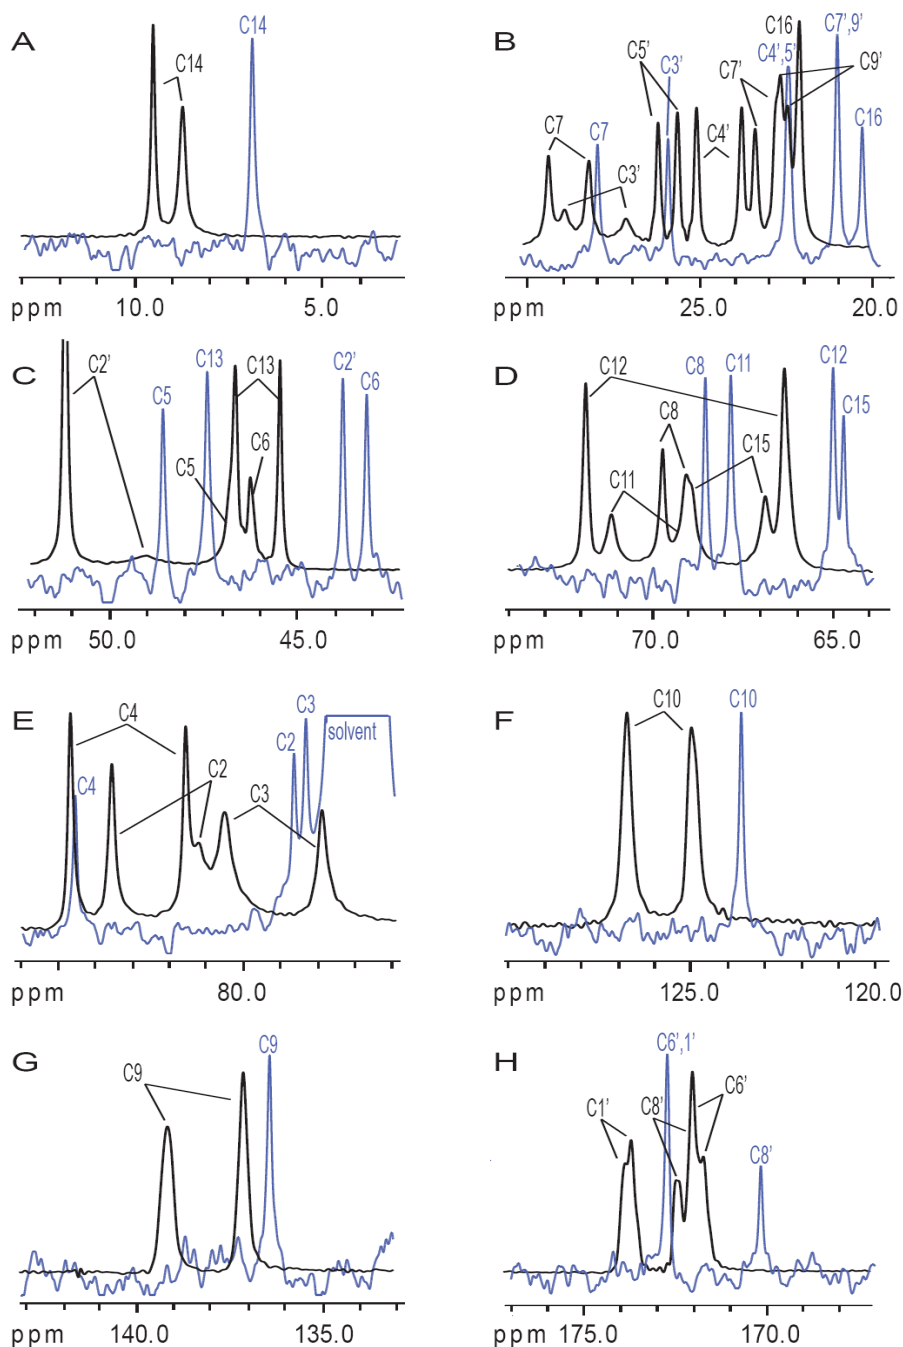 A
C14
C14
ppm
10.0
5.0
B
C16
C7’,9’
C5’
C3’
C4’,5’
C7’
C9’
C7
C7
C4’
C16
C3’
ppm
25.0
20.0
C
C2’
C13
C13
C2’
C5
C6
C6
C5
ppm
50.0
45.0
D
C12
C8
C11
C12
C8
C15
C15
C11
ppm
70.0
65.0
E
C4
C3
solvent
C2
C2
C4
C3
ppm
80.0
F
C10
C10
ppm
125.0
120.0
G
C9
C9
ppm
140.0
135.0
H
C6’,1’
C1’
C8’
C6’
C8’
ppm
175.0
170.0